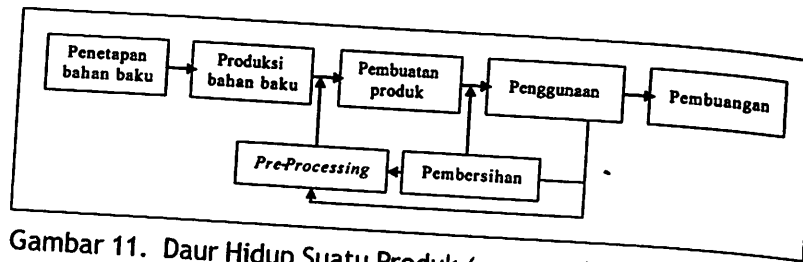 Penetapan
bahan baku
Produksi
bahan baku
Pembuatan
produk
Penggunaan
Pembuangan
Pre-Processing
Pembersihan
Gambar 11. Daur Hidup Suatu Produk